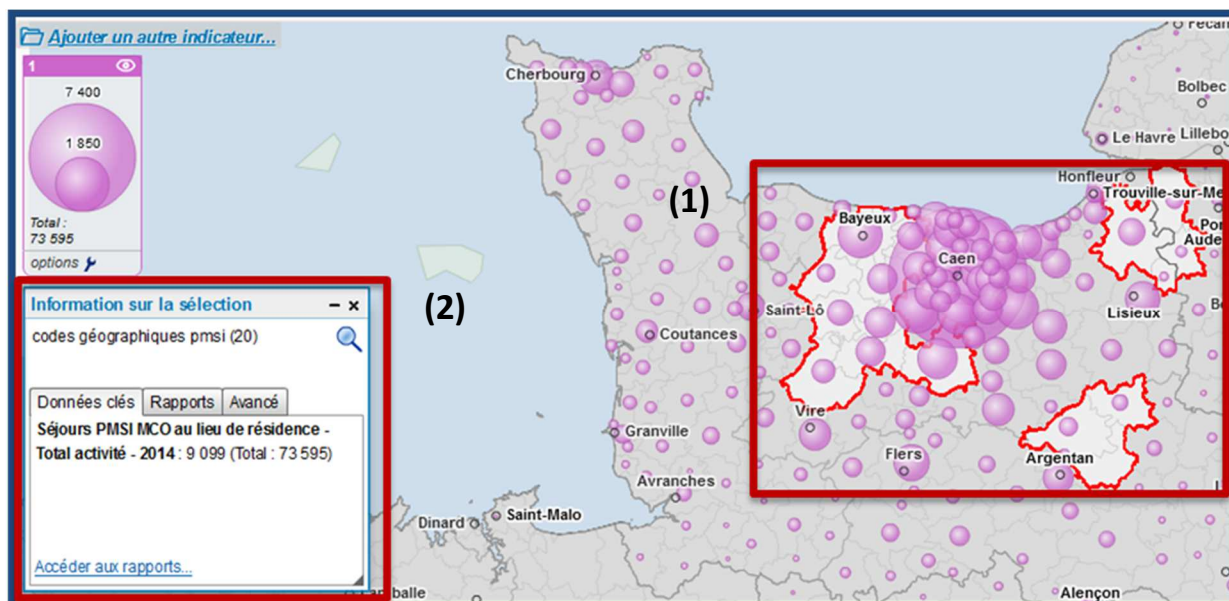 Ajouter un autre indicateur...
1
7 400
1 850
Total :
73 595
options
Information sur la sélection
codes géographiques pmsi (20)
Données clés Rapports Avancé
Séjours PMSI MCO au lieu de résidence -
Total activité - 2014 : 9 099 (Total : 73 595)
Accéder aux rapports...
(1)
(2)
Cherbourg
Bolbec
Le Havre
Honfleur
Trouville-sur-Me
Bayeux
Caen
Saint-Lô
Lisieux
Coutances
Vire
Granville
Flers
Argentan
Avranches
Saint-Malo
Dinard
Alençon